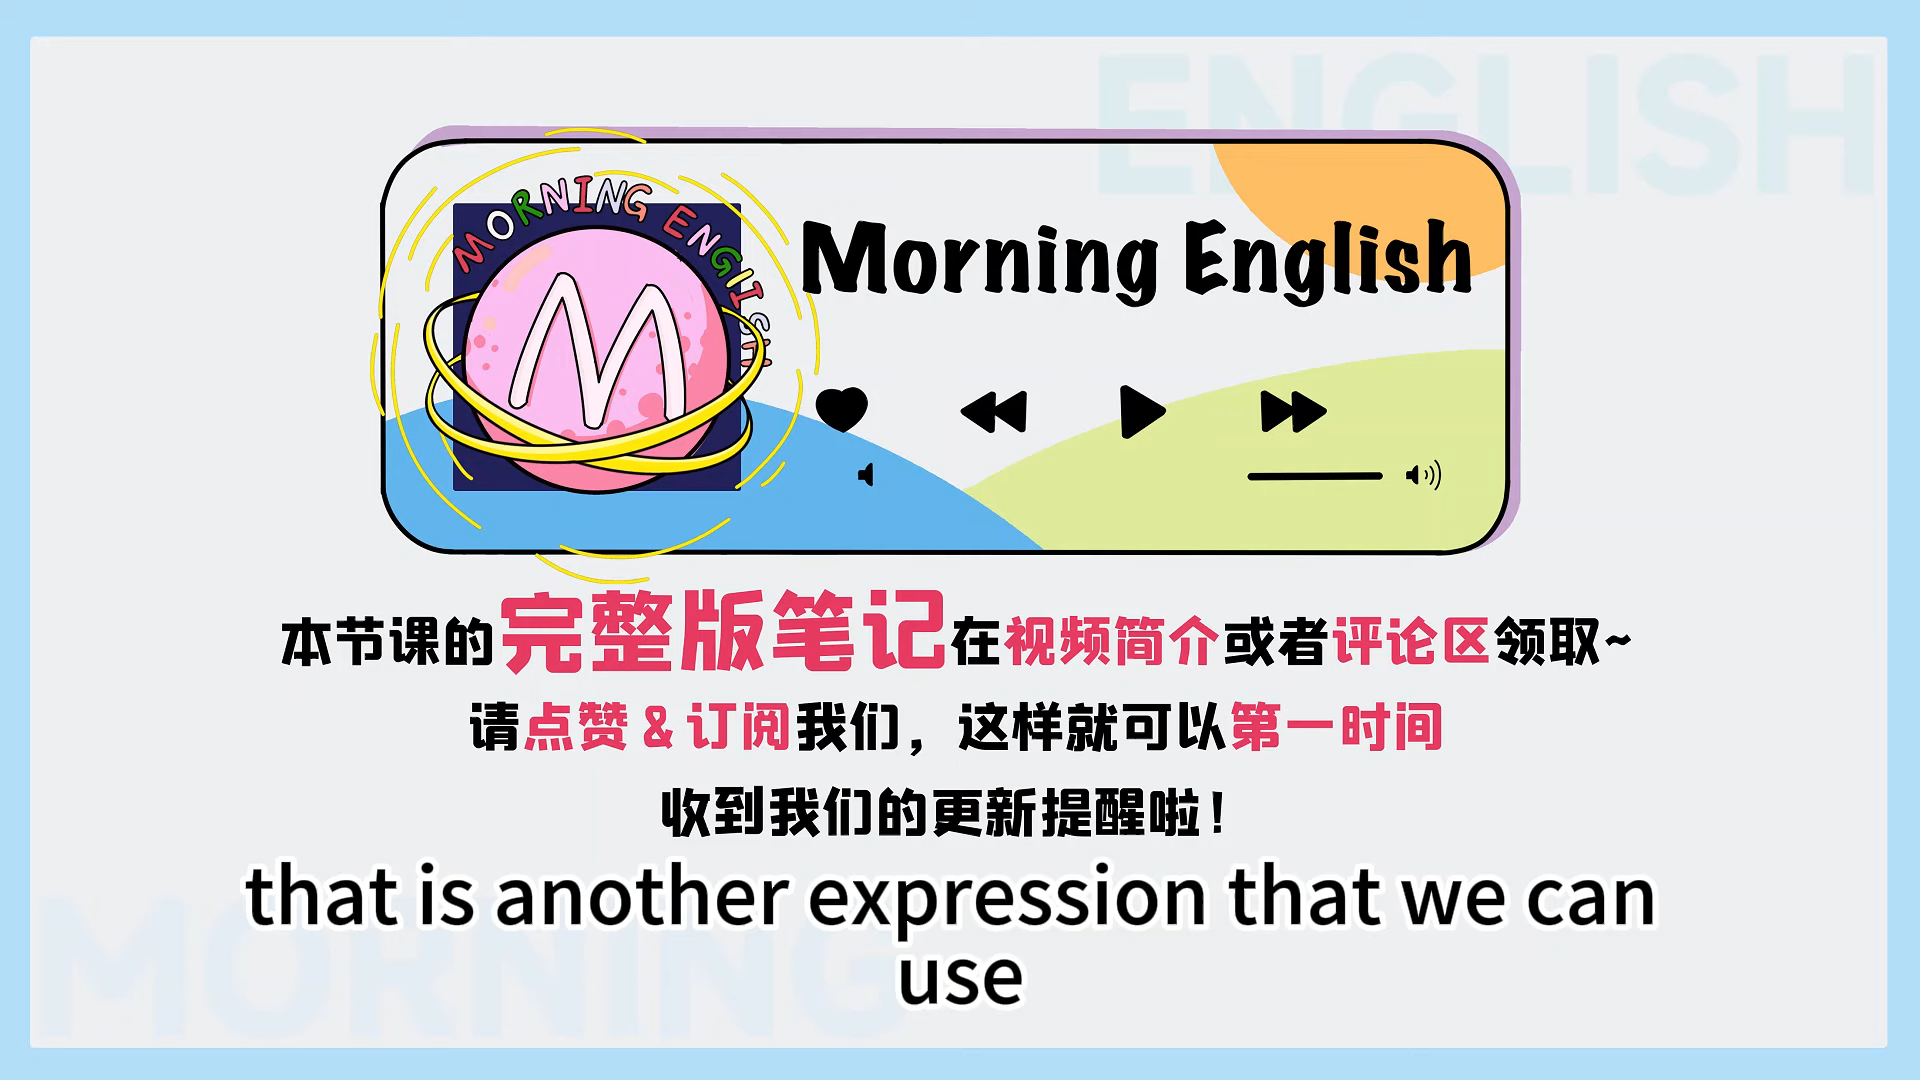 ENGLISH
MORNING ENGLISH
M
Morning English
本节课的完整版笔记在视频简介或者评论区领取~
请点赞&订阅我们，这样就可以第一时间
收到我们的更新提醒啦！
that is another expression that we can
use
MORNING